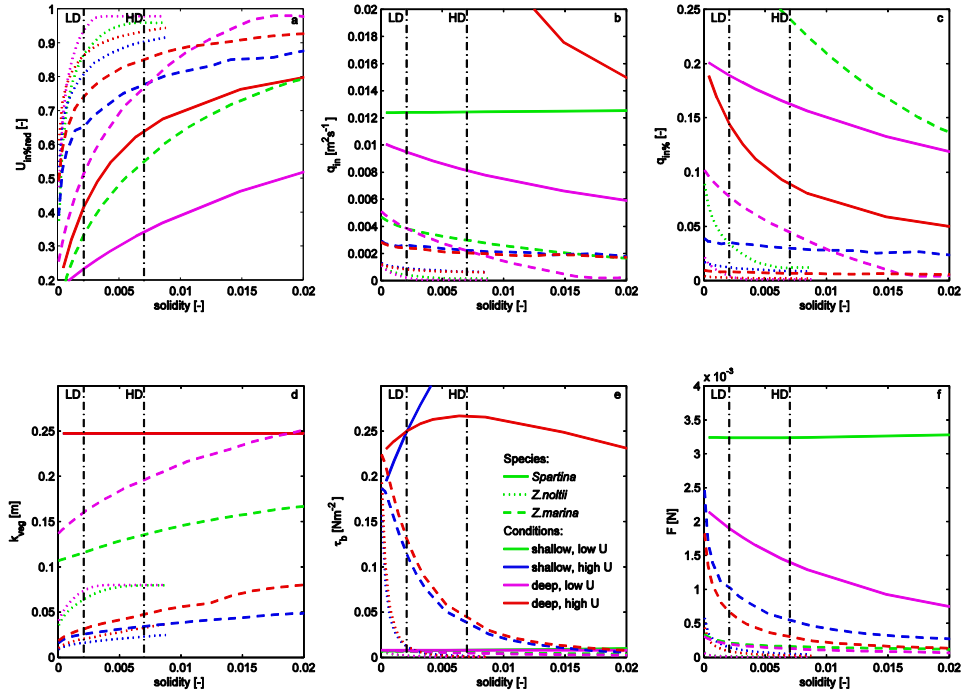 LD HD a
1
0.9
0.8
0.7
0.6
0.5
0.4
0.3
0.2
U in%red [-]
0 0.005 0.01 0.015 0.02
solidity [-]
LD HD b
0.02
0.018
0.016
0.014
0.012
0.01
0.008
0.006
0.004
0.002
0
q in [m²s⁻¹]
0 0.005 0.01 0.015 0.02
solidity [-]
LD HD c
0.25
0.2
0.15
0.1
0.05
0
q in% [-]
0 0.005 0.01 0.015 0.02
solidity [-]
LD HD d
0.25
0.2
0.15
0.1
0.05
0
k veg [m]
0 0.005 0.01 0.015 0.02
solidity [-]
LD HD e
0.25
0.2
0.15
0.1
0.05
0
τ b [Nm⁻²]
Species:
Spartina
Z.noltii
Z.marina
Conditions:
shallow, low U
shallow, high U
deep, low U
deep, high U
0 0.005 0.01 0.015 0.02
solidity [-]
x 10⁻³
LD HD f
4
3.5
3
2.5
2
1.5
1
0.5
0
F [N]
0 0.005 0.01 0.015 0.02
solidity [-]